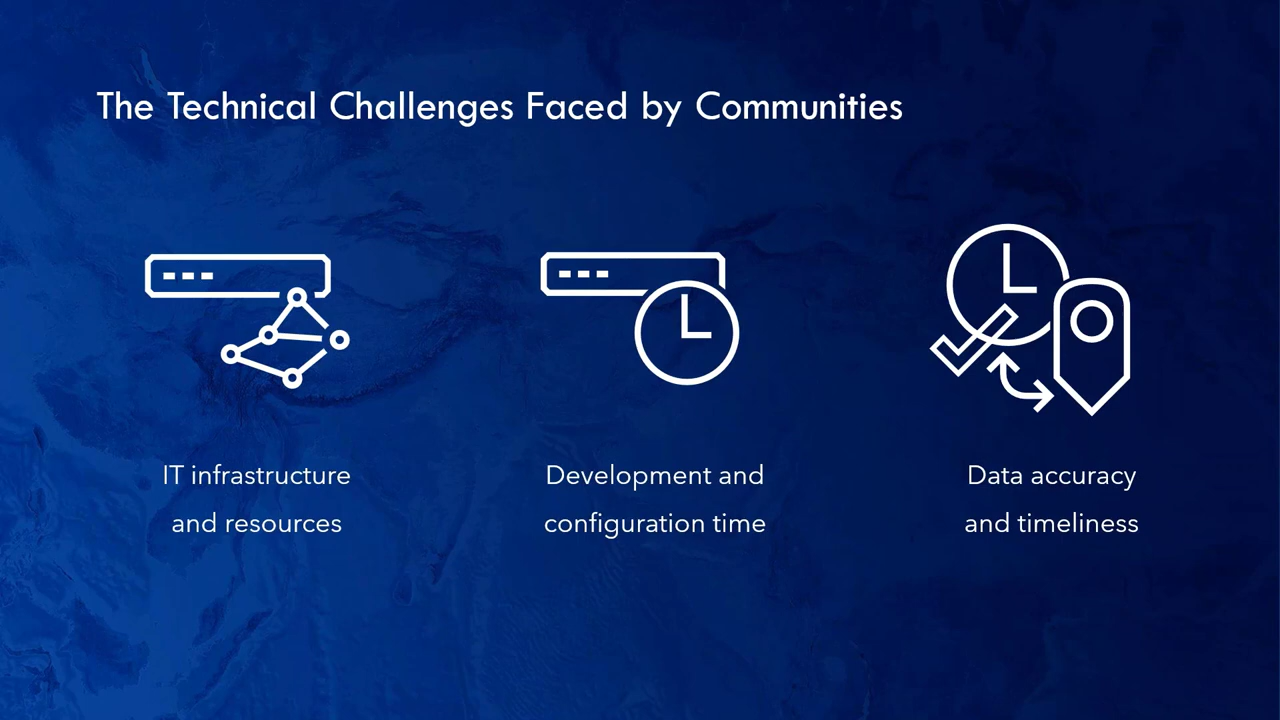 The Technical Challenges Faced by Communities
IT infrastructure
and resources
Development and
configuration time
Data accuracy
and timeliness